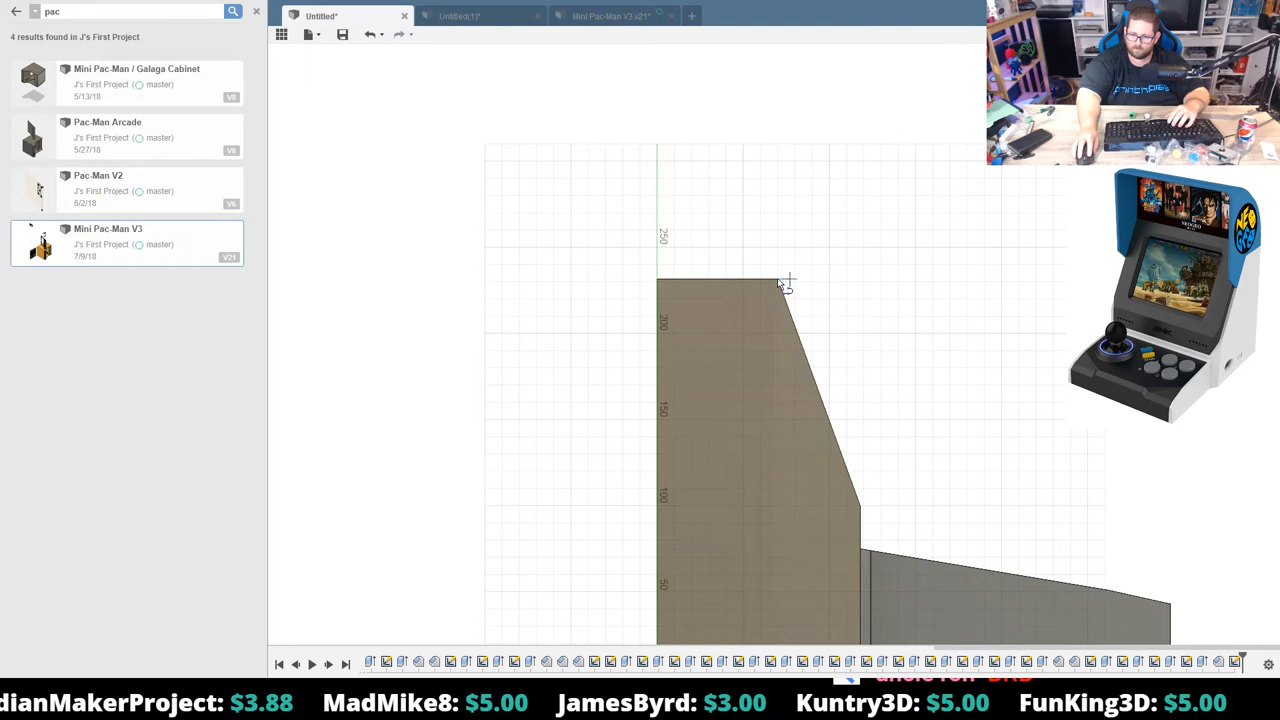 pac
4 results found in J's First Project
Mini Pac-Man / Galaga Cabinet
J's First Project (master)
5/13/18
V8
Pac-Man Arcade
J's First Project (master)
5/27/18
V6
Pac-Man V2
J's First Project (master)
6/2/18
V6
Mini Pac-Man V3
J's First Project (master)
7/9/18
V21
Untitled*
Untitled(1)*
Mini Pac-Man V3 v21*
250
200
150
100
50
NEOGEO
NEO
GEO
SNK
dianMakerProject: $3.88 MadMike8: $5.00 JamesByrd: $3.00 Kuntry3D: $5.00 FunKing3D: $5.00